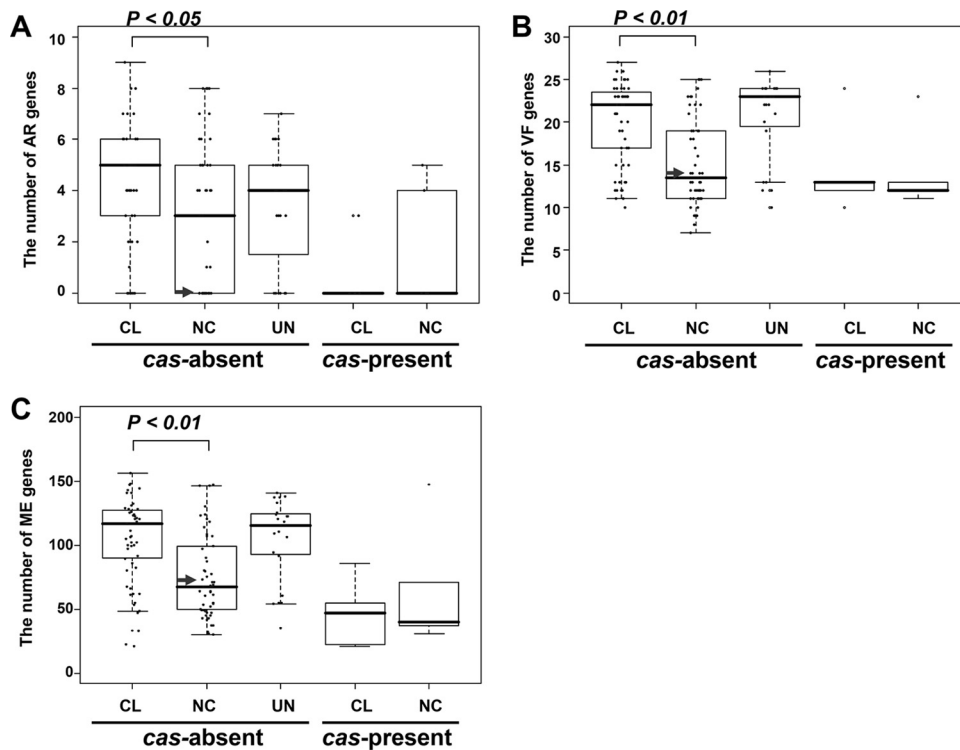 A
P < 0.05
The number of AR genes
10
8
6
4
2
0
CL NC UN CL NC
cas-absent cas-present
B
P < 0.01
The number of VF genes
30
25
20
15
10
5
0
CL NC UN CL NC
cas-absent cas-present
C
P < 0.01
The number of ME genes
200
150
100
50
0
CL NC UN CL NC
cas-absent cas-present